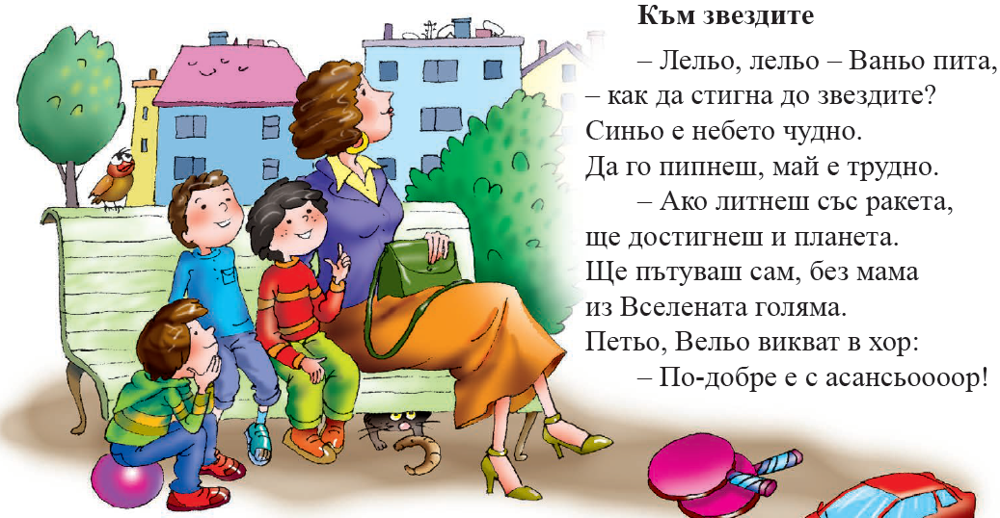 Към звездите
– Лельо, лельо – Ваньо пита,
– как да стигна до звездите?
Синьо е небето чудно.
Да го пипнеш, май е трудно.
– Ако литнеш със ракета,
ще достигнеш и планета.
Ще пътуваш сам, без мама
из Вселената голяма.
Петьо, Вельо викват в хор:
– По-добре е с асансьоооор!